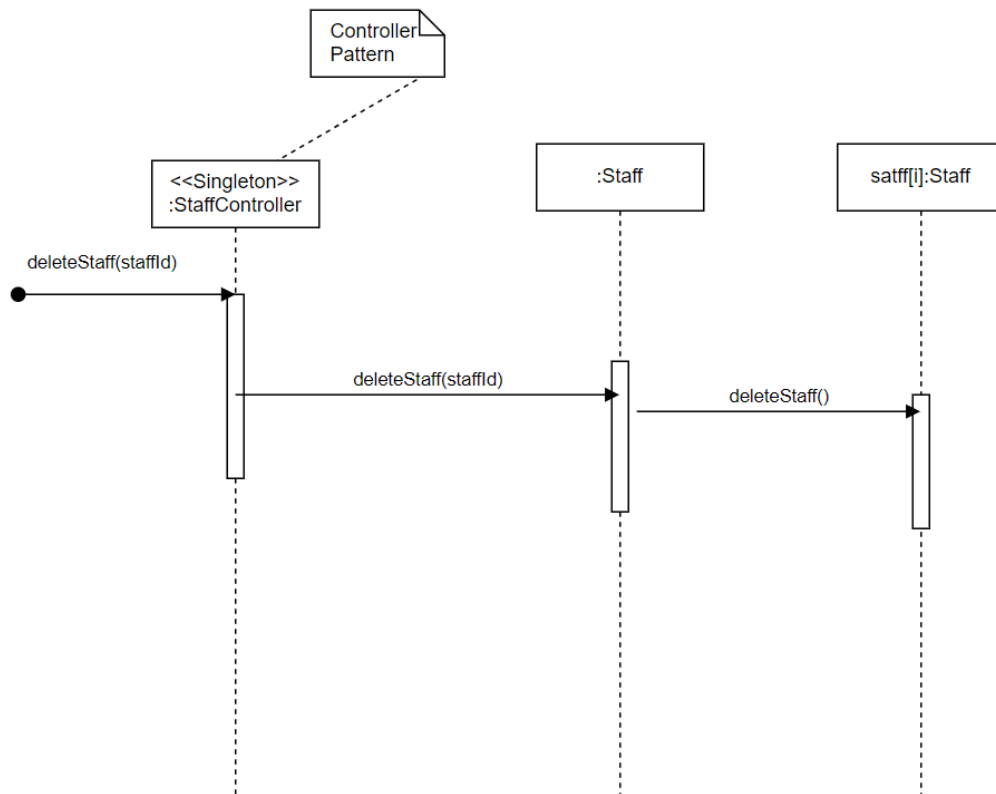 Controller
Pattern
<<Singleton>>
:StaffController
:Staff
satff[i]:Staff
deleteStaff(staffId)
deleteStaff(staffId)
deleteStaff()